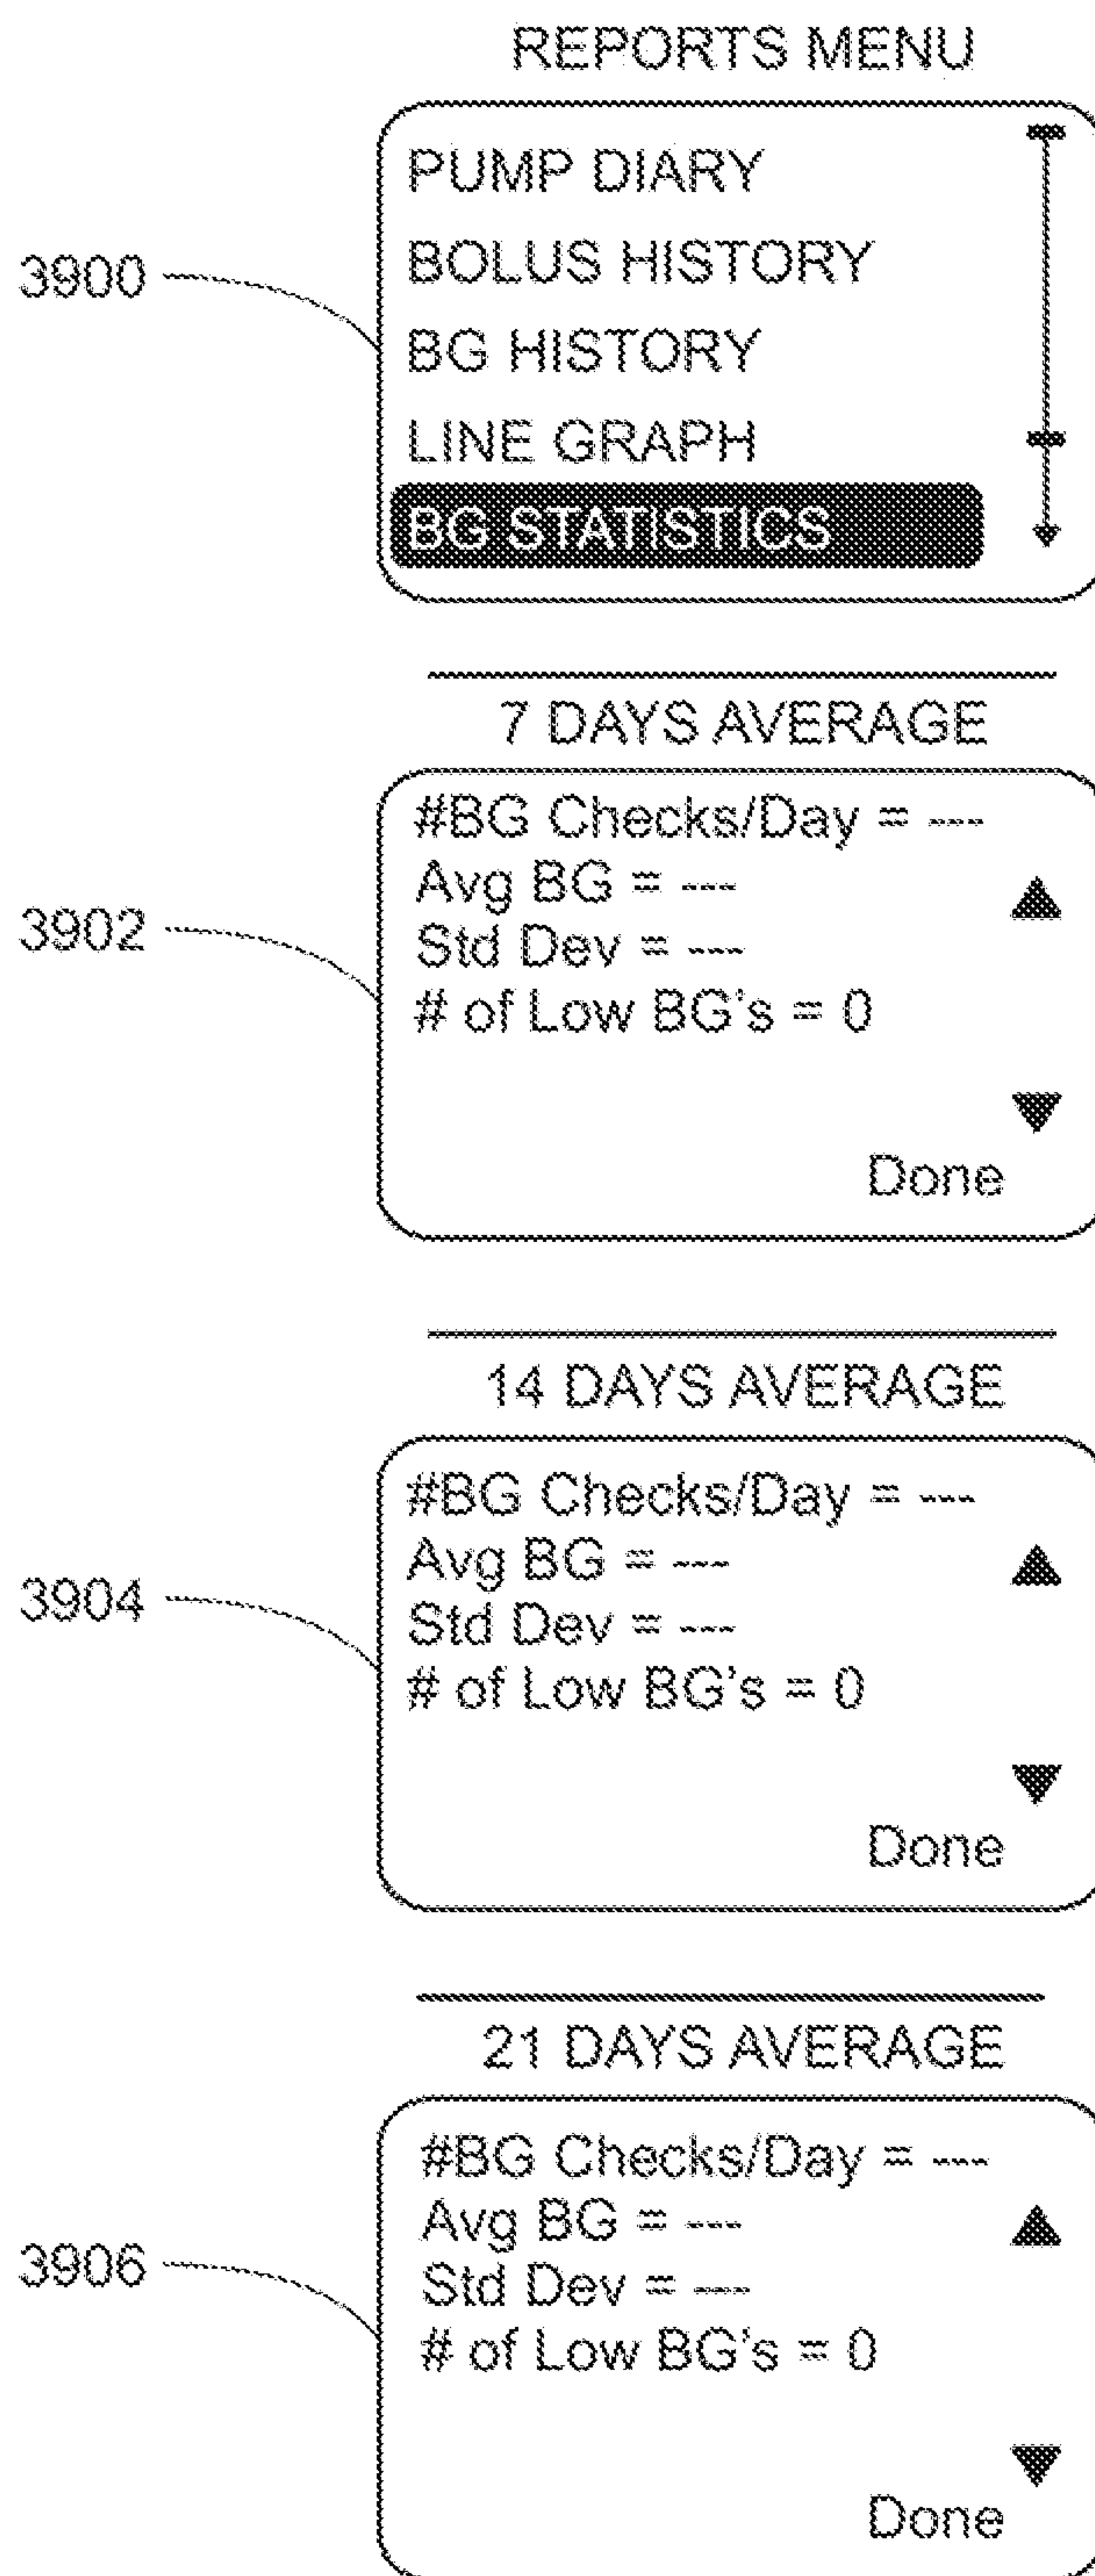 REPORTS MENU
PUMP DIARY
BOLUS HISTORY
3900
BG HISTORY
LINE GRAPH
BG STATISTICS
7 DAYS AVERAGE
#BG Checks/Day = ---
Avg BG = ---
3902
Std Dev = ---
# of Low BG's = 0
Done
14 DAYS AVERAGE
#BG Checks/Day = ---
Avg BG = ---
3904
Std Dev = ---
# of Low BG's = 0
Done
21 DAYS AVERAGE
#BG Checks/Day = ---
Avg BG = ---
3906
Std Dev = ---
# of Low BG's = 0
Done